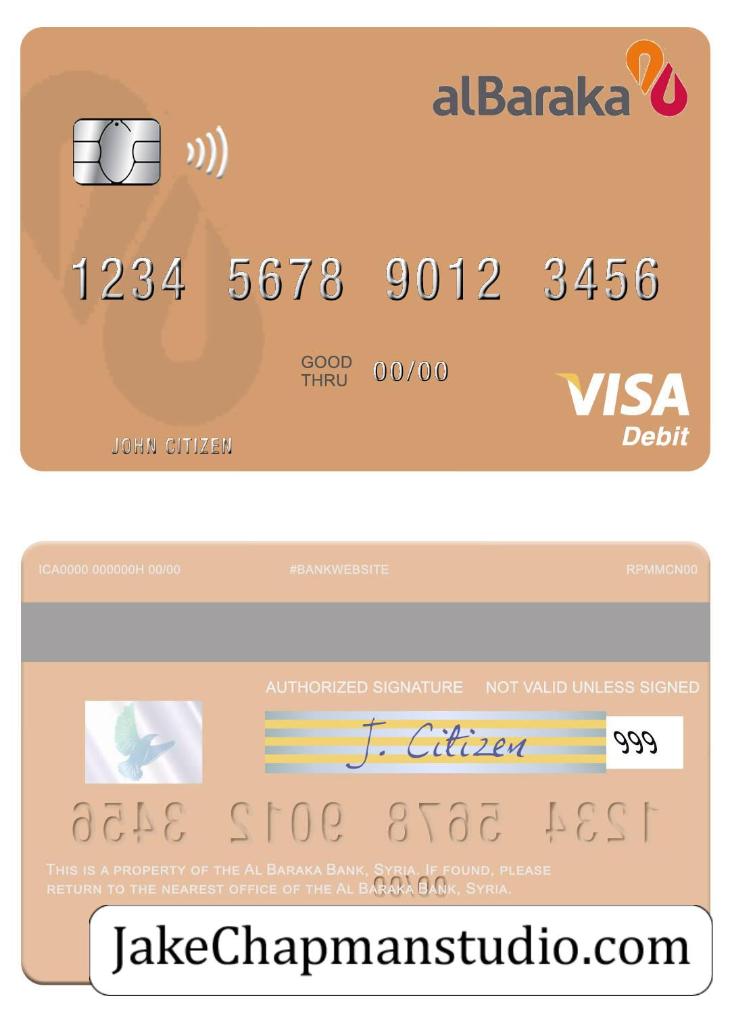 alBaraka
1234 5678 9012 3456
GOOD
THRU 00/00
VISA
Debit
JOHN CITIZEN
ICA0000 000000H 00/00 #BANKWEBSITE RPMMCN00
AUTHORIZED SIGNATURE NOT VALID UNLESS SIGNED
J. Citizen 999
1234 5678 9012 3456
THIS IS A PROPERTY OF THE AL BARAKA BANK, SYRIA. IF FOUND, PLEASE
RETURN TO THE NEAREST OFFICE OF THE AL BARAKA BANK, SYRIA.
00/00
JakeChapmanstudio.com